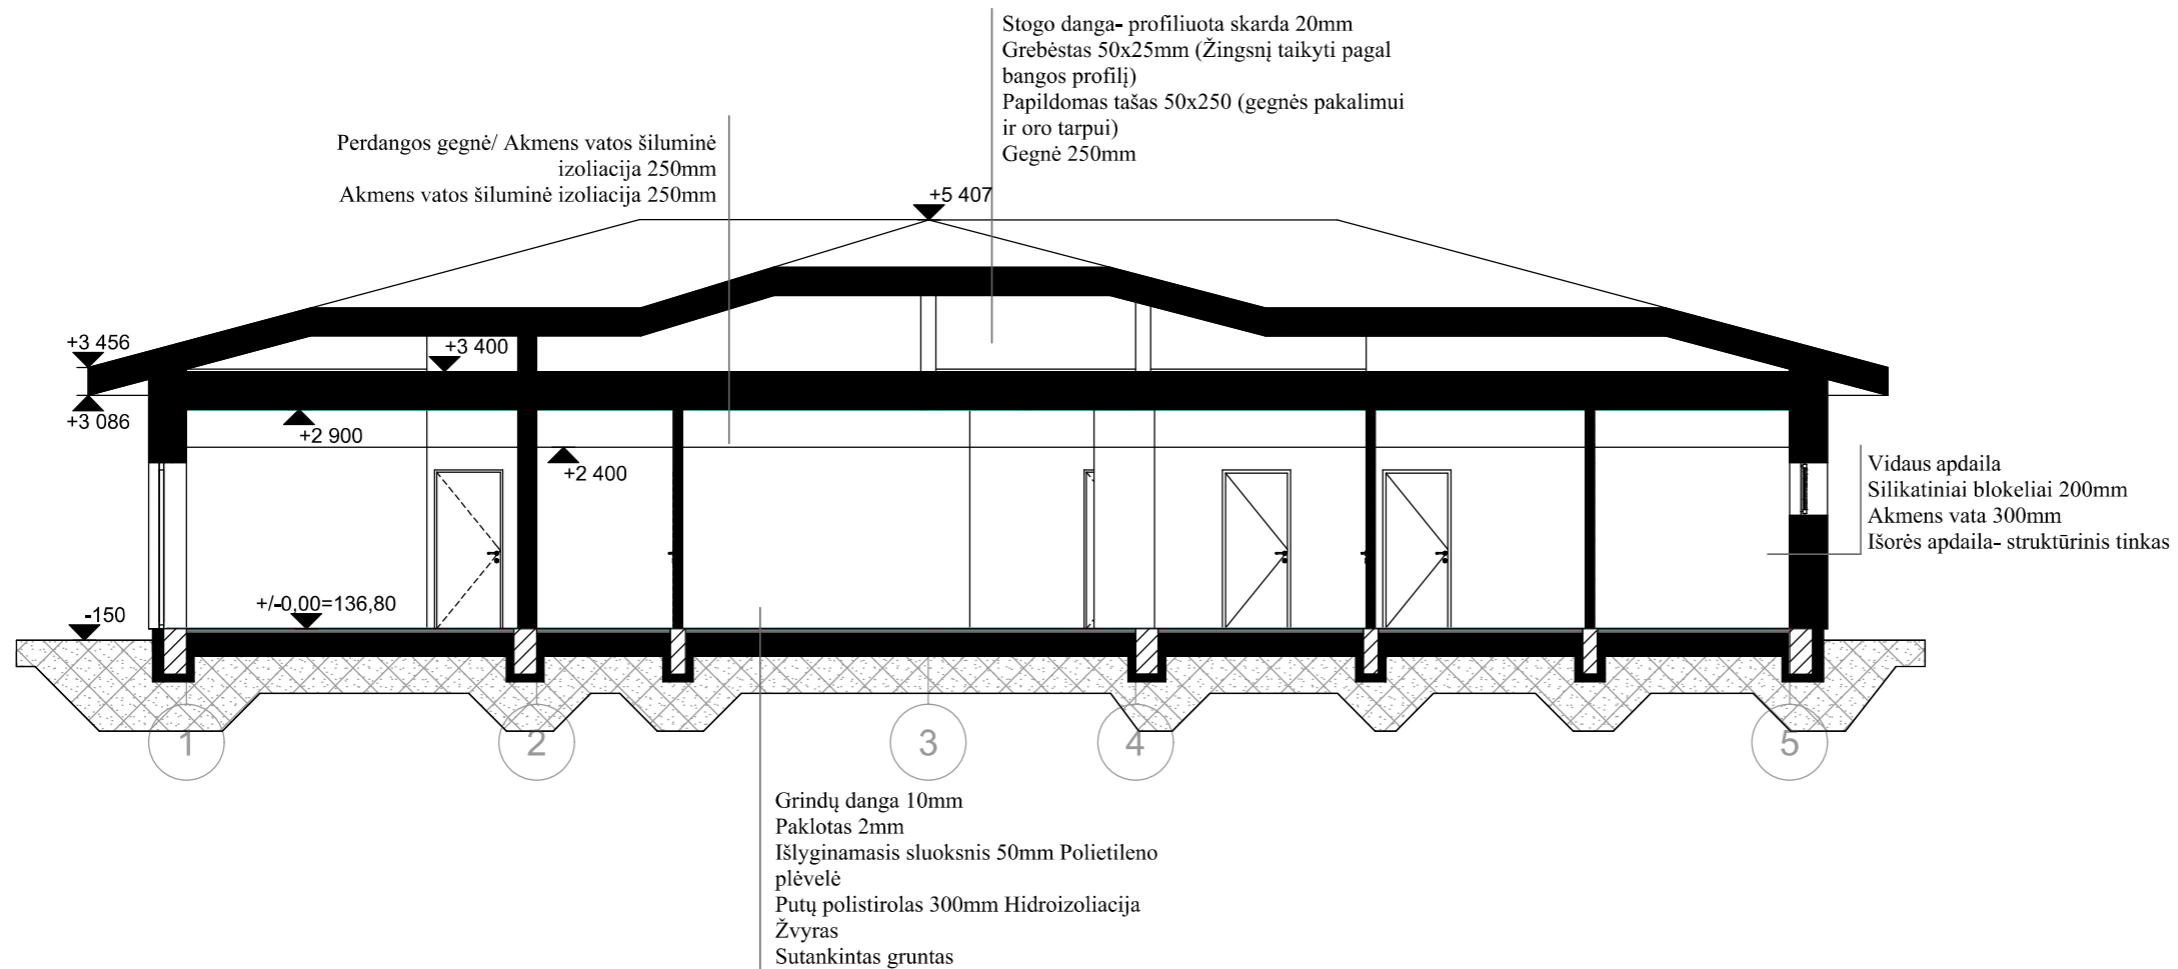 Stogo danga- profiliuota skarda 20mm
Grebėstas 50x25mm (Žingsnį taikyti pagal
bangos profilį)
Papildomas tašas 50x250 (gegnės pakalimui
ir oro tarpui)
Gegnė 250mm
Perdangos gegnė/ Akmens vatos šiluminė
izoliacija 250mm
Akmens vatos šiluminė izoliacija 250mm
+5 407
+3 456
+3 400
+3 086
+2 900
+2 400
Vidaus apdaila
Silikatiniai blokeliai 200mm
Akmens vata 300mm
Išorės apdaila- struktūrinis tinkas
+/-0,00=136,80
-150
1
2
3
4
5
Grindų danga 10mm
Paklotas 2mm
Išlyginamasis sluoksnis 50mm Polietileno
plėvelė
Putų polistirolas 300mm Hidroizoliacija
Žvyras
Sutankintas gruntas